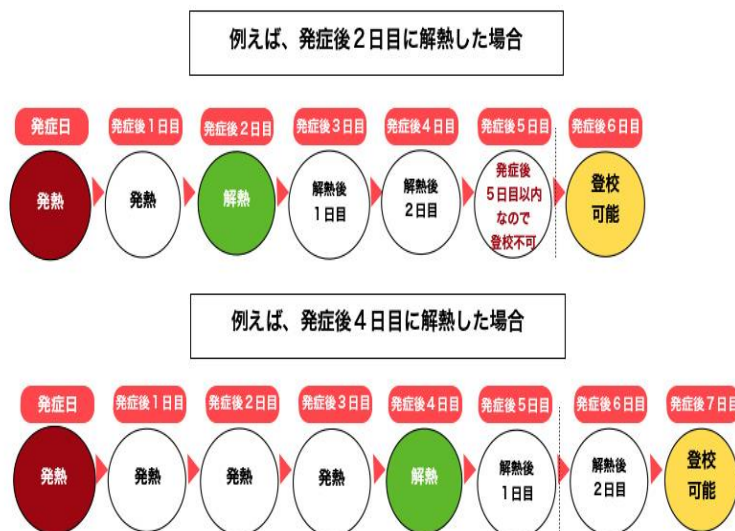 例えば、発症後２日目に解熱した場合
発症日
発症後１日目
発症後２日目
発症後３日目
発症後４日目
発症後５日目
発症後６日目
発熱
発熱
解熱
解熱後
１日目
解熱後
２日目
発症後
５日目以内
なので
登校不可
登校
可能
例えば、発症後４日目に解熱した場合
発症日
発症後１日目
発症後２日目
発症後３日目
発症後４日目
発症後５日目
発症後６日目
発症後７日目
発熱
発熱
発熱
発熱
解熱
解熱後
１日目
解熱後
２日目
登校
可能